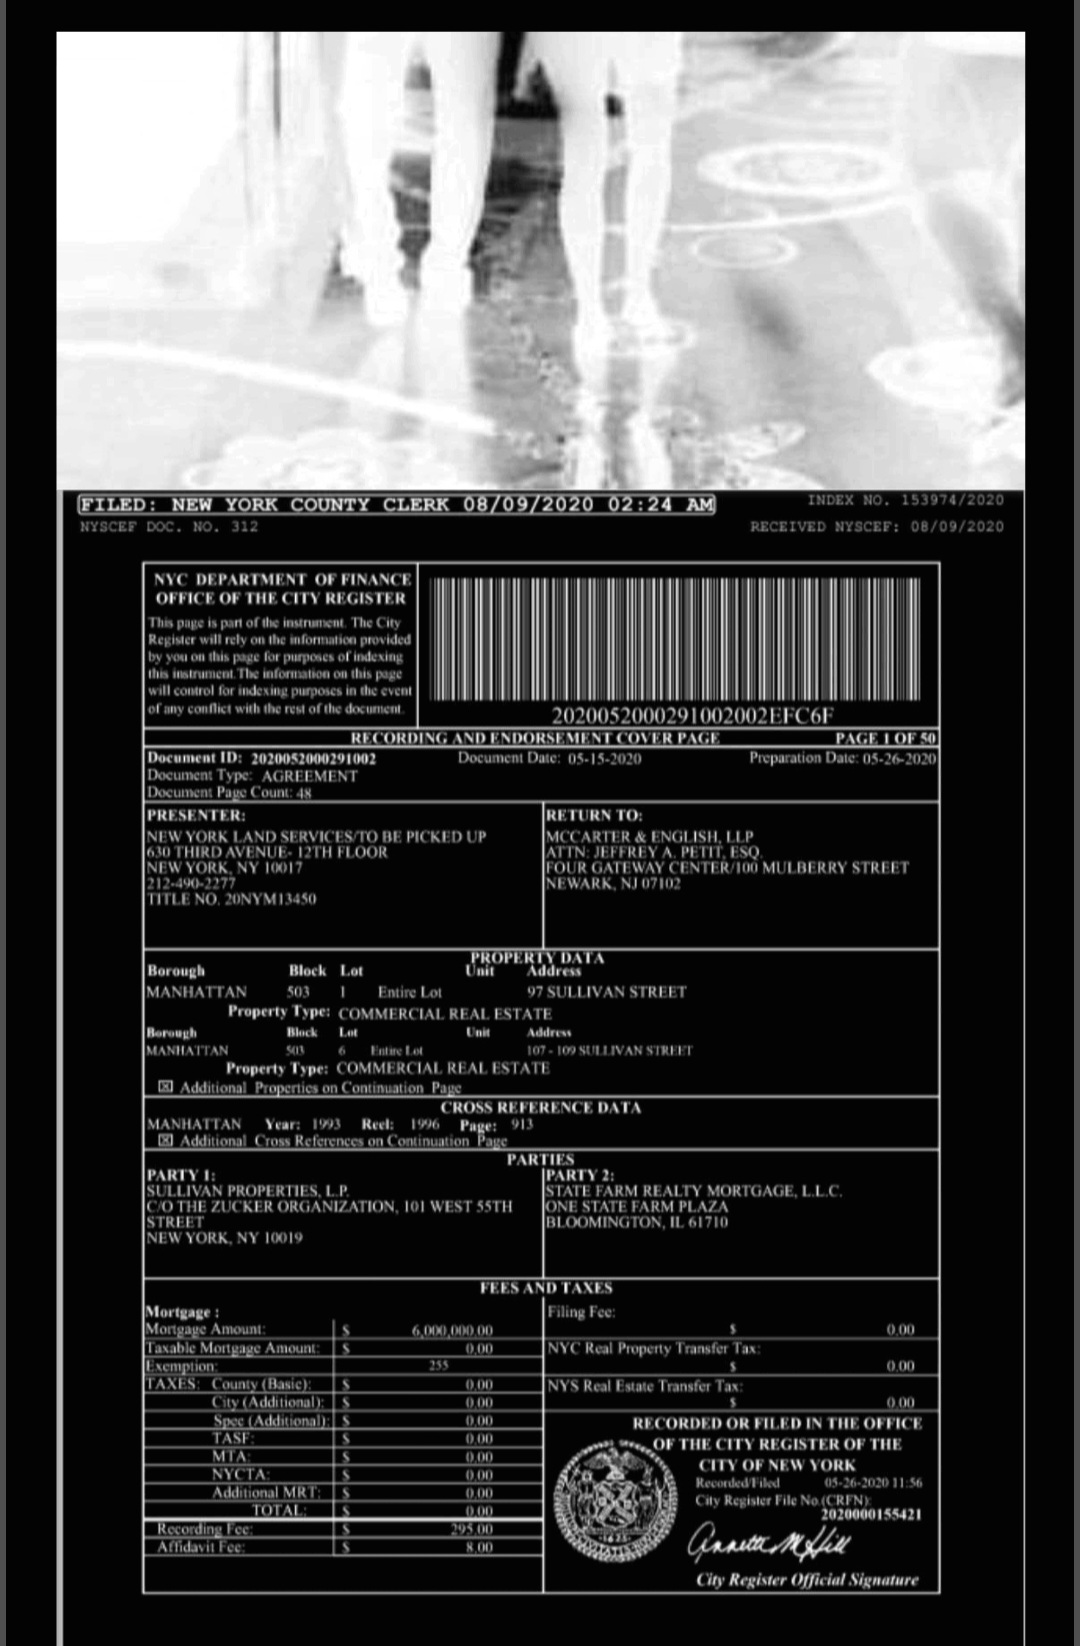 FILED: NEW YORK COUNTY CLERK 08/09/2020 02:24 AM
INDEX NO. 153974/2020
NYSCEF DOC. NO. 312
RECEIVED NYSCEF: 08/09/2020
NYC DEPARTMENT OF FINANCE
OFFICE OF THE CITY REGISTER
This page is part of the instrument. The City
Register will rely on the information provided
by you on this page for purposes of indexing
this instrument. The information on this page
will control for indexing purposes in the event
of any conflict with the rest of the document.
2020052000291002002EFC6F
RECORDING AND ENDORSEMENT COVER PAGE PAGE 1 OF 50
Document ID: 2020052000291002 Document Date: 05-15-2020 Preparation Date: 05-26-2020
Document Type: AGREEMENT
Document Page Count: 48
PRESENTER:
NEW YORK LAND SERVICES/TO BE PICKED UP
630 THIRD AVENUE- 12TH FLOOR
NEW YORK, NY 10017
212-490-2277
TITLE NO. 20NYM13450
RETURN TO:
MCCARTER & ENGLISH, LLP
ATTN: JEFFREY A. PETIT, ESQ.
FOUR GATEWAY CENTER/100 MULBERRY STREET
NEWARK, NJ 07102
PROPERTY DATA
Borough Block Lot Unit Address
MANHATTAN 503 1 Entire Lot 97 SULLIVAN STREET
Property Type: COMMERCIAL REAL ESTATE
Borough Block Lot Unit Address
MANHATTAN 503 6 Entire Lot 107 - 109 SULLIVAN STREET
Property Type: COMMERCIAL REAL ESTATE
☒ Additional Properties on Continuation Page
CROSS REFERENCE DATA
MANHATTAN Year: 1993 Reel: 1996 Page: 913
☒ Additional Cross References on Continuation Page
PARTIES
PARTY 1:
SULLIVAN PROPERTIES, L.P.
C/O THE ZUCKER ORGANIZATION, 101 WEST 55TH
STREET
NEW YORK, NY 10019
PARTY 2:
STATE FARM REALTY MORTGAGE, L.L.C.
ONE STATE FARM PLAZA
BLOOMINGTON, IL 61710
FEES AND TAXES
Mortgage :
Mortgage Amount: $ 6,000,000.00
Taxable Mortgage Amount: $ 0.00
Exemption: 255
TAXES: County (Basic): $ 0.00
City (Additional): $ 0.00
Spec (Additional): $ 0.00
TASF: $ 0.00
MTA: $ 0.00
NYCTA: $ 0.00
Additional MRT: $ 0.00
TOTAL: $ 0.00
Recording Fee: $ 295.00
Affidavit Fee: $ 8.00
Filing Fee:
$ 0.00
NYC Real Property Transfer Tax:
$ 0.00
NYS Real Estate Transfer Tax:
$ 0.00
RECORDED OR FILED IN THE OFFICE
OF THE CITY REGISTER OF THE
CITY OF NEW YORK
Recorded/Filed 05-26-2020 11:56
City Register File No.(CRFN):
2020000155421
Annette M Hill
City Register Official Signature